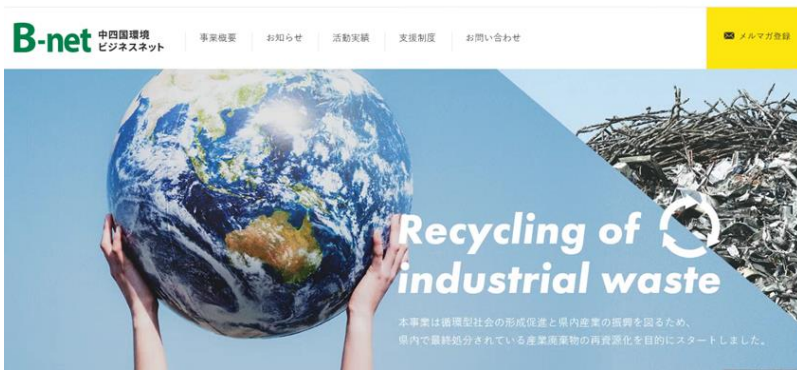 B-net 中四国環境
ビジネスネット
事業概要 お知らせ 活動実績 支援制度 お問い合わせ
メルマガ登録
Recycling of
industrial waste
本事業は循環型社会の形成促進と県内産業の振興を図るため、
県内で最終処分されている産業廃棄物の再資源化を目的にスタートしました。